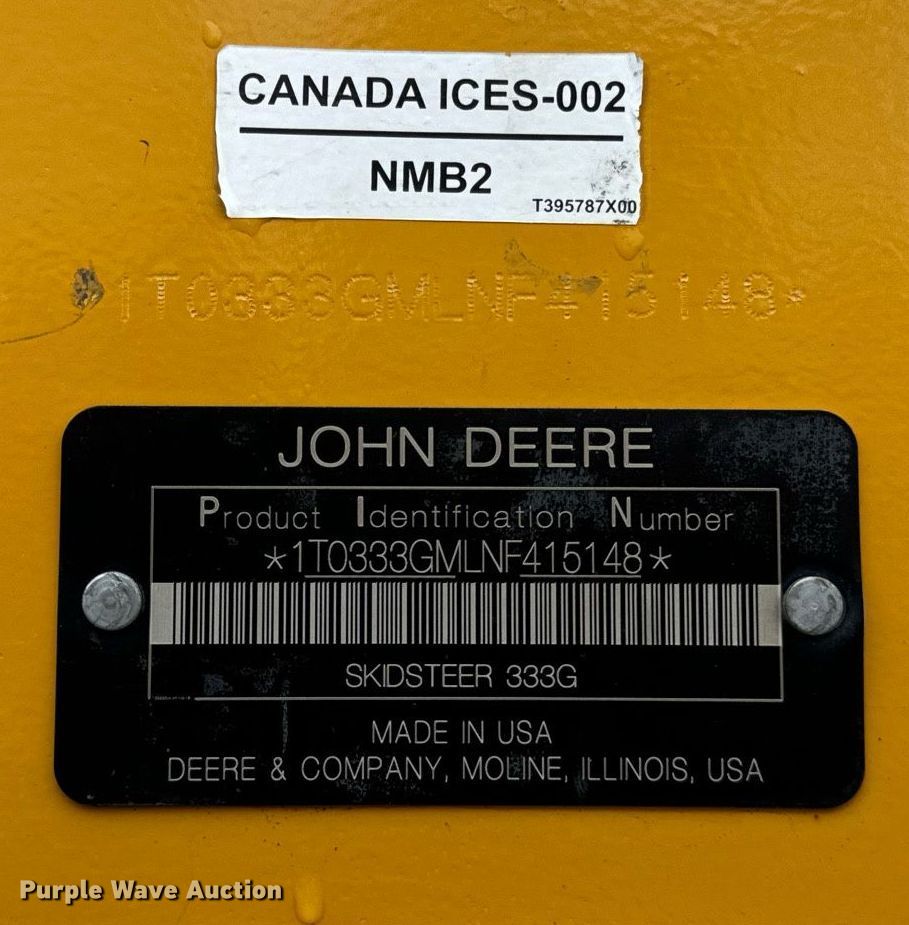 CANADA ICES-002
NMB2
T395787X00
*1T0333GMLNF415148*
JOHN DEERE
Product Identification Number
*1T0333GMLNF415148*
SKIDSTEER 333G
MADE IN USA
DEERE & COMPANY, MOLINE, ILLINOIS, USA
Purple Wave Auction